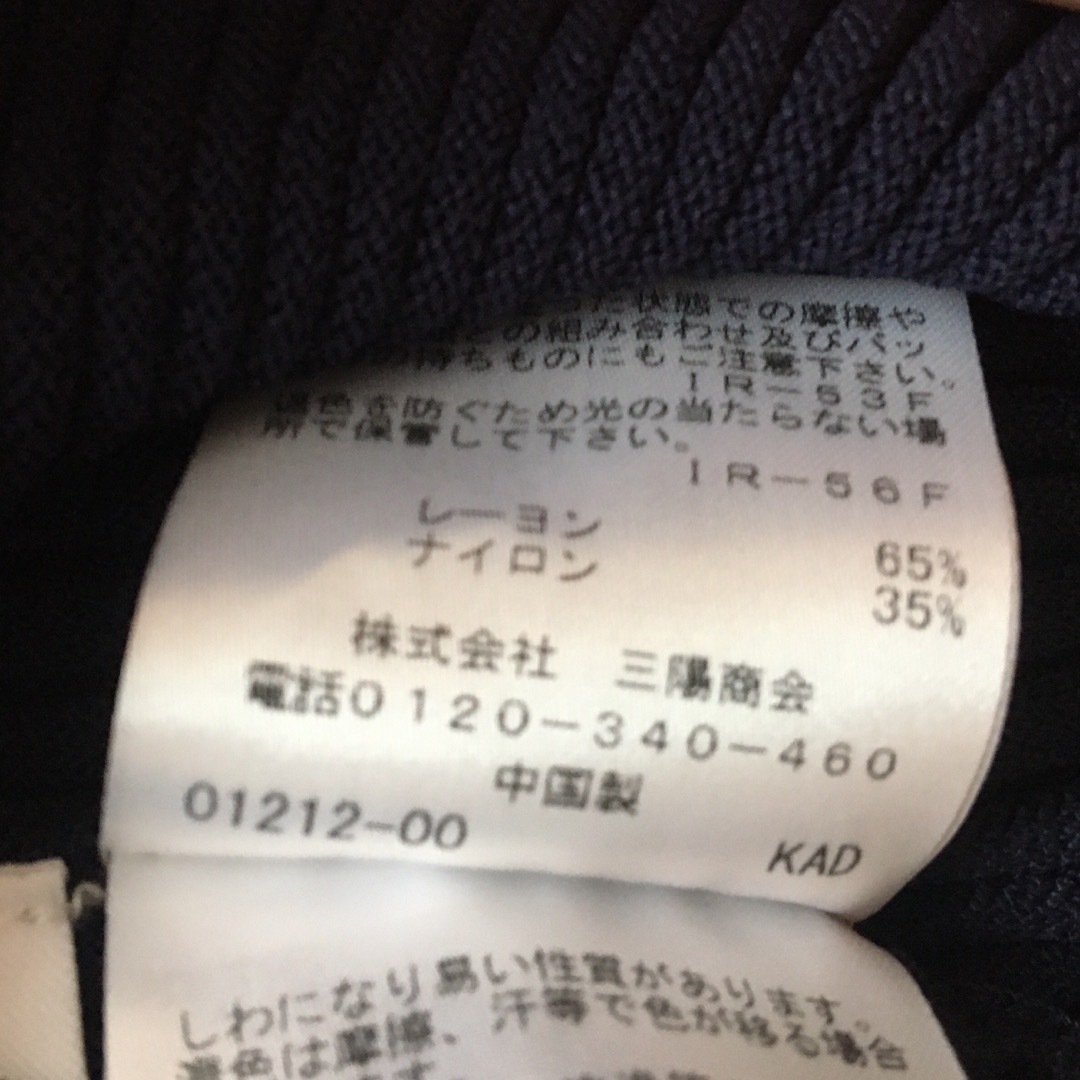 た状態での摩擦や
の組み合わせ及びバッ
持ちものにもご注意下さい。
IR-53F
色を防ぐため光の当たらない場
所で保管して下さい。
IR-56F
レーヨン 65%
ナイロン 35%
株式会社 三陽商会
電話0120-340-460
中国製
01212-00
KAD
しわになり易い性質があります。
濃色は摩擦、汗等で色が移る場合